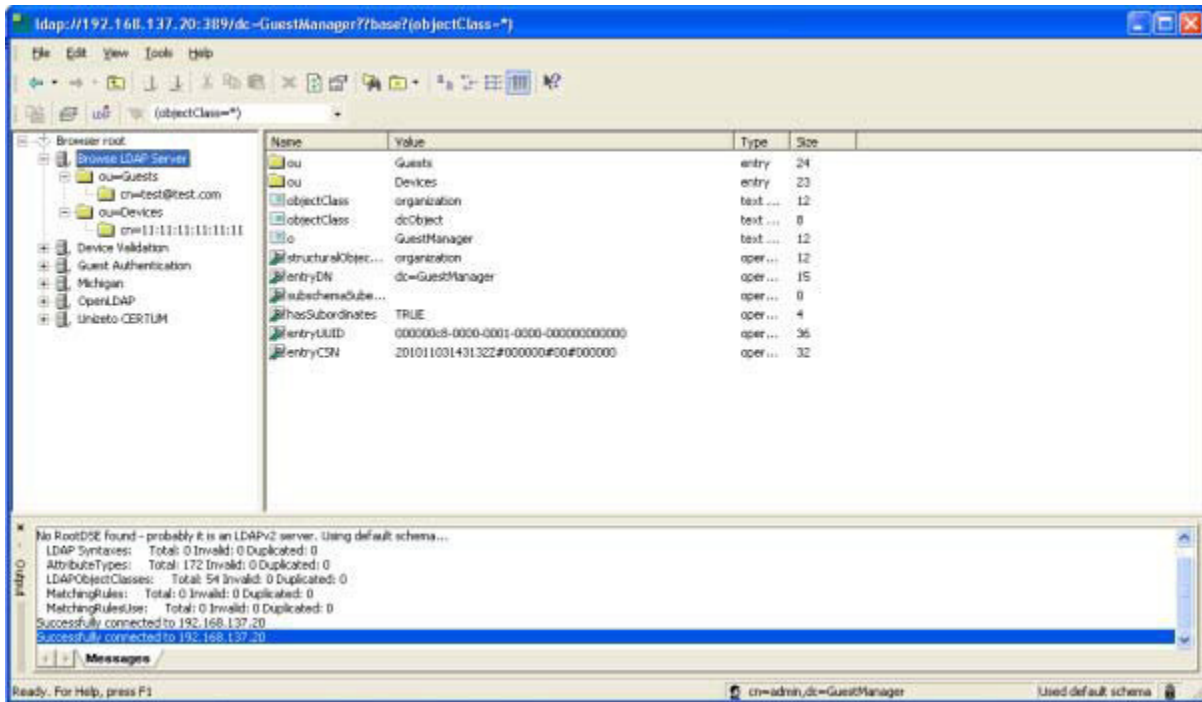 ldap://192.168.137.20:389/dc=GuestManager??base?(objectClass=*)
File Edit View Tools Help
(objectClass=*)
Browser root
Browse LDAP Server
ou=Guests
cn=test@test.com
ou=Devices
cn=11:11:11:11:11:11
Device Validation
Guest Authentication
Michigan
OpenLDAP
Unizeto CERTUM
Name Value Type Size
ou Guests entry 24
ou Devices entry 23
objectClass organization text ... 12
objectClass dcObject text ... 8
o GuestManager text ... 12
structuralObjec... organization oper... 12
entryDN dc=GuestManager oper... 15
subschemaSube... oper... 0
hasSubordinates TRUE oper... 4
entryUUID 000000c8-0000-0001-0000-000000000000 oper... 36
entryCSN 20101103143132Z#000000#00#000000 oper... 32
Output
No RootDSE found - probably it is an LDAPv2 server. Using default schema...
LDAP Syntaxes: Total: 0 Invalid: 0 Duplicated: 0
AttributeTypes: Total: 172 Invalid: 0 Duplicated: 0
LDAPObjectClasses: Total: 54 Invalid: 0 Duplicated: 0
MatchingRules: Total: 0 Invalid: 0 Duplicated: 0
MatchingRulesUse: Total: 0 Invalid: 0 Duplicated: 0
Successfully connected to 192.168.137.20
Successfully connected to 192.168.137.20
Messages
Ready. For Help, press F1 cn=admin,dc=GuestManager Used default schema